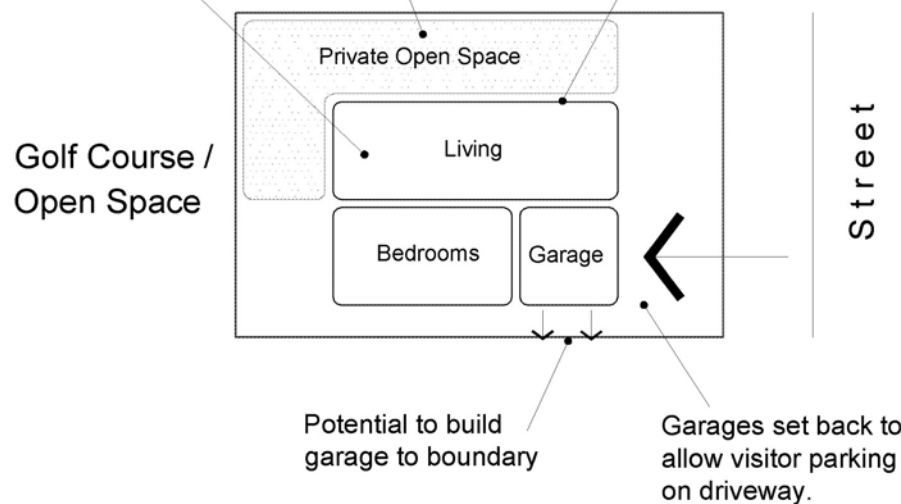 Private Open Space
Golf Course /
Open Space
Living
Street
Bedrooms
Garage
Potential to build
garage to boundary
Garages set back to
allow visitor parking
on driveway.